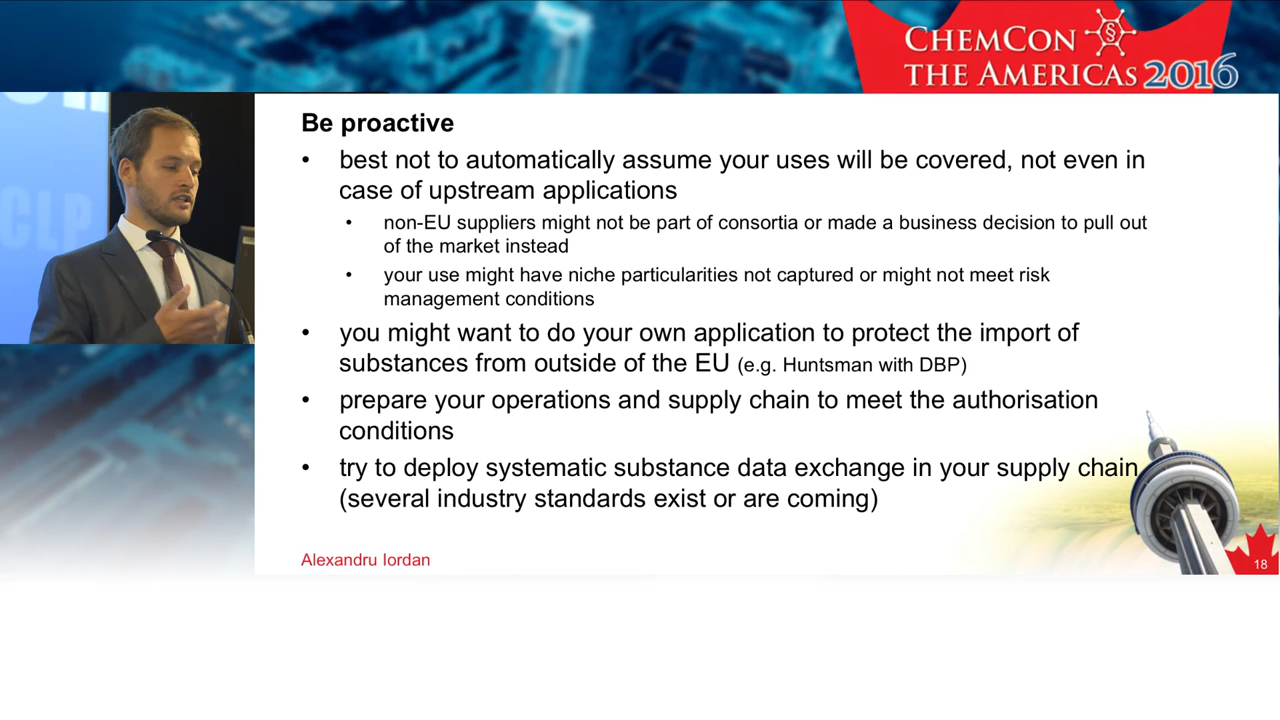 CHEMCON §
THE AMERICAS 2016
CLP
Be proactive
• best not to automatically assume your uses will be covered, not even in
case of upstream applications
• non-EU suppliers might not be part of consortia or made a business decision to pull out
of the market instead
• your use might have niche particularities not captured or might not meet risk
management conditions
• you might want to do your own application to protect the import of
substances from outside of the EU (e.g. Huntsman with DBP)
• prepare your operations and supply chain to meet the authorisation
conditions
• try to deploy systematic substance data exchange in your supply chain
(several industry standards exist or are coming)
Alexandru Iordan
18